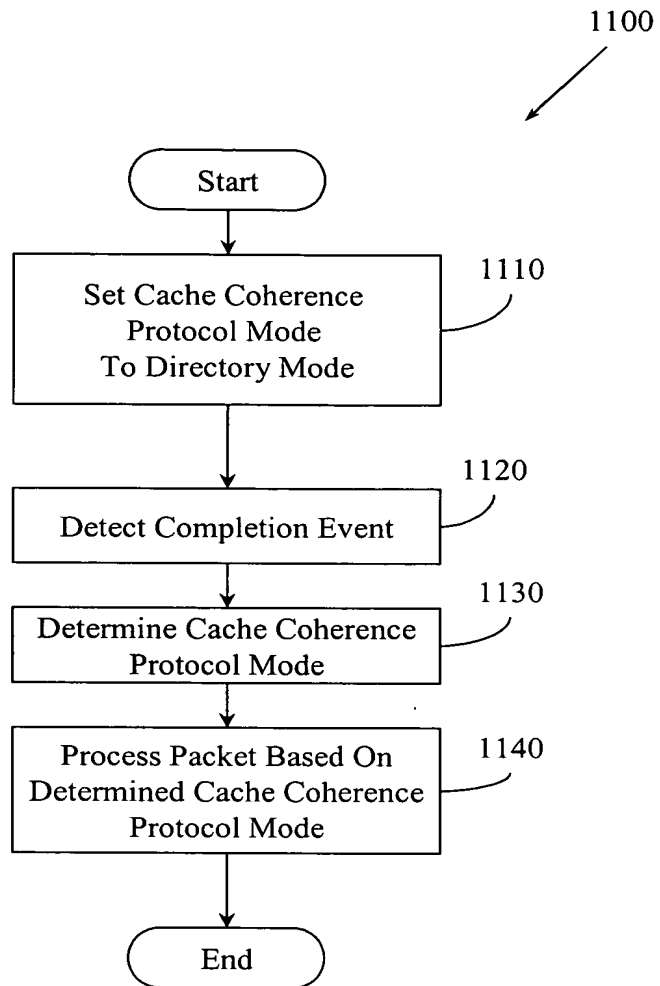 1100
Start
Set Cache Coherence
Protocol Mode
To Directory Mode
1110
Detect Completion Event
1120
Determine Cache Coherence
Protocol Mode
1130
Process Packet Based On
Determined Cache Coherence
Protocol Mode
1140
End